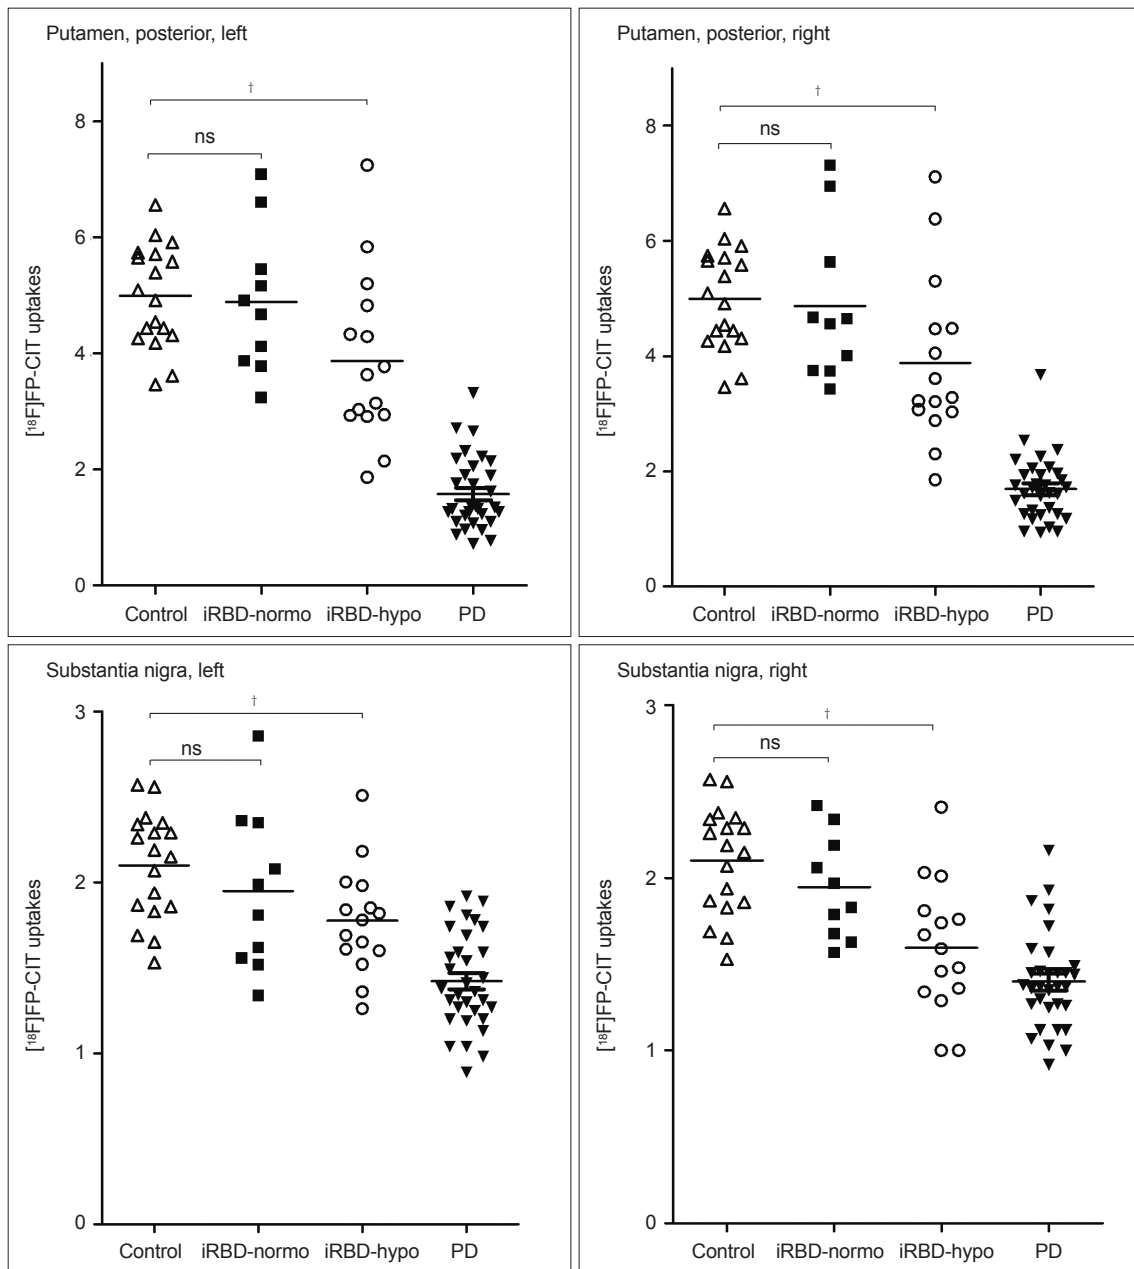 Putamen, posterior, left
†
ns
8
6
4
2
0
[¹⁸F]FP-CIT uptakes
Control iRBD-normo iRBD-hypo PD
Putamen, posterior, right
†
ns
8
6
4
2
0
[¹⁸F]FP-CIT uptakes
Control iRBD-normo iRBD-hypo PD
Substantia nigra, left
†
ns
3
2
1
0
[¹⁸F]FP-CIT uptakes
Control iRBD-normo iRBD-hypo PD
Substantia nigra, right
†
ns
3
2
1
0
[¹⁸F]FP-CIT uptakes
Control iRBD-normo iRBD-hypo PD